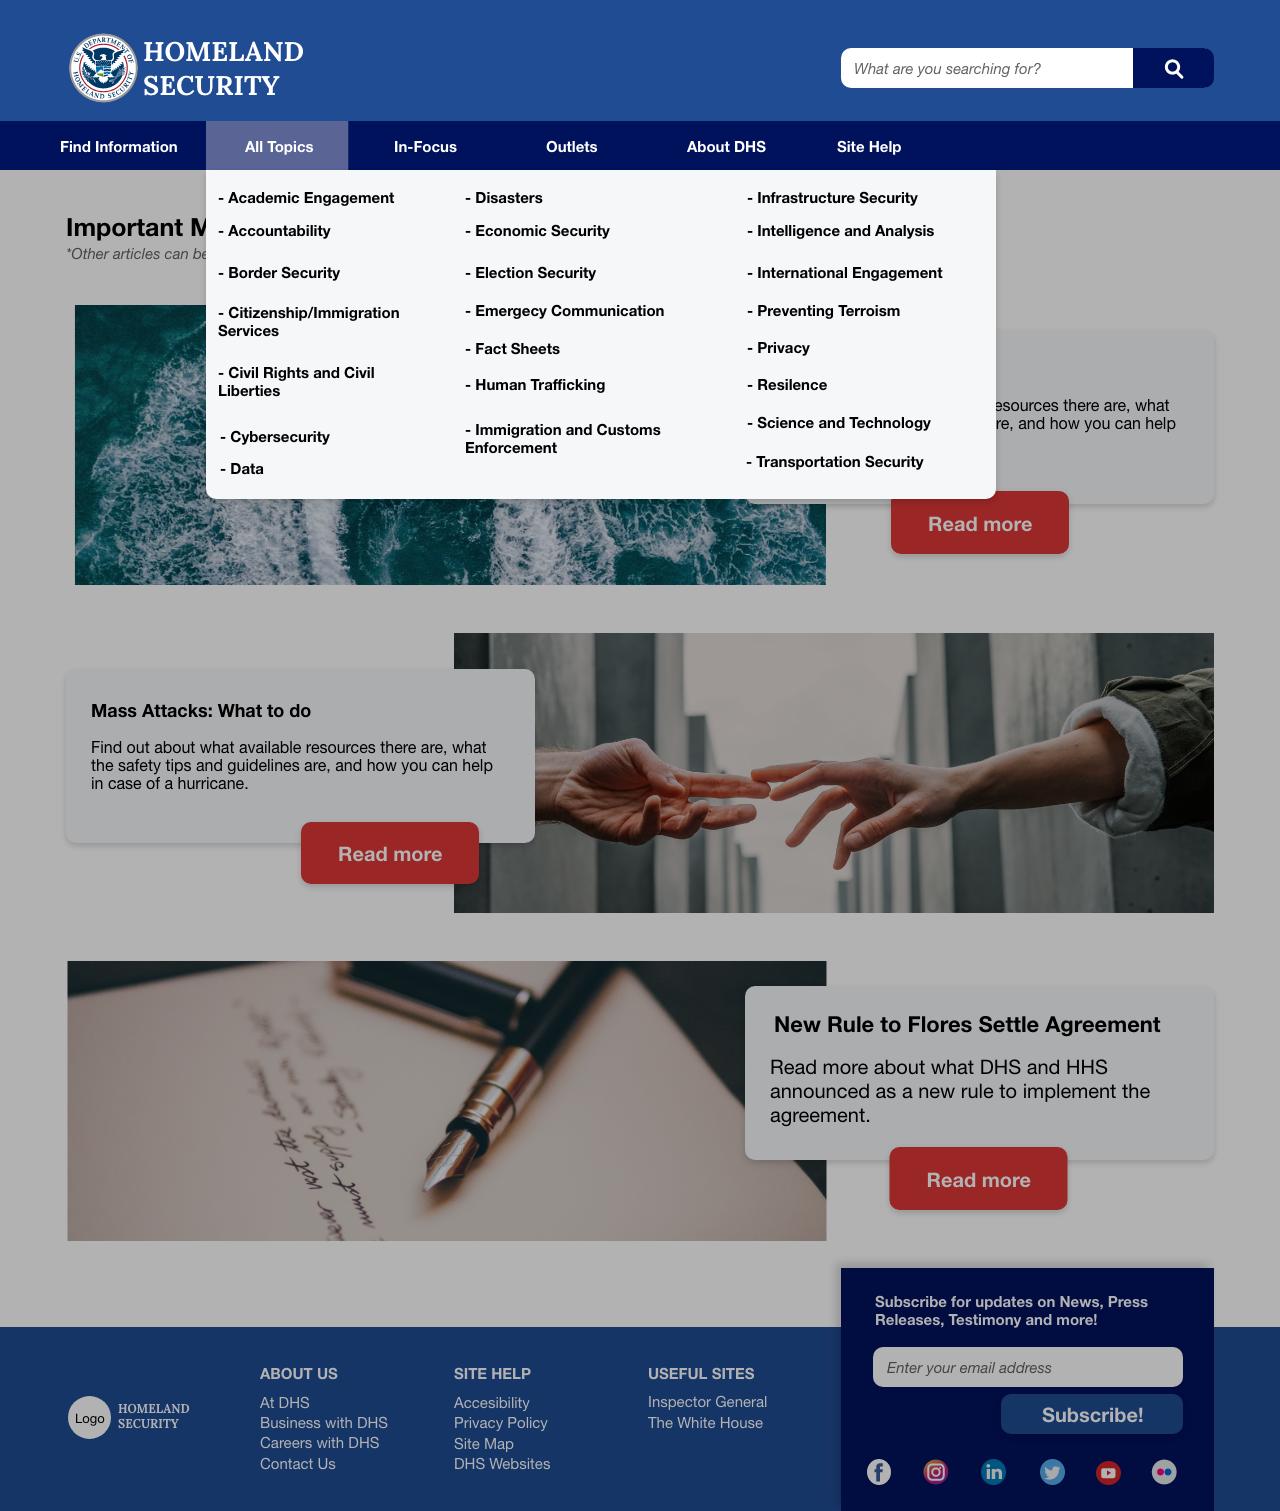 U.S. DEPARTMENT OF
HOMELAND SECURITY
HOMELAND
SECURITY
What are you searching for?
Find Information
All Topics
In-Focus
Outlets
About DHS
Site Help
- Academic Engagement
- Accountability
- Border Security
- Citizenship/Immigration
Services
- Civil Rights and Civil
Liberties
- Cybersecurity
- Data
- Disasters
- Economic Security
- Election Security
- Emergecy Communication
- Fact Sheets
- Human Trafficking
- Immigration and Customs
Enforcement
- Infrastructure Security
- Intelligence and Analysis
- International Engagement
- Preventing Terroism
- Privacy
- Resilence
- Science and Technology
- Transportation Security
Important M
*Other articles can be
esources there are, what
re, and how you can help
Read more
Mass Attacks: What to do
Find out about what available resources there are, what
the safety tips and guidelines are, and how you can help
in case of a hurricane.
Read more
New Rule to Flores Settle Agreement
Read more about what DHS and HHS
announced as a new rule to implement the
agreement.
Read more
Subscribe for updates on News, Press
Releases, Testimony and more!
Enter your email address
Subscribe!
Logo
HOMELAND
SECURITY
ABOUT US
At DHS
Business with DHS
Careers with DHS
Contact Us
SITE HELP
Accesibility
Privacy Policy
Site Map
DHS Websites
USEFUL SITES
Inspector General
The White House